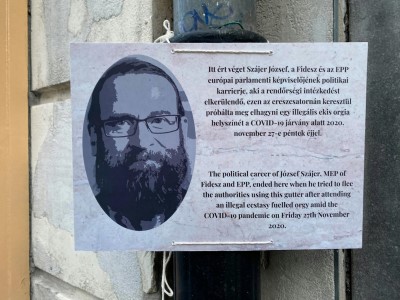 Itt ért véget Szájer József, a Fidesz és az EPP
európai parlamenti képviselőjének politikai
karrierje, aki a rendőrségi intézkedést
elkerülendő, ezen az ereszcsatornán keresztül
próbálta meg elhagyni egy illegális ekis orgia
helyszínét a COVID-19 járvány alatt 2020.
november 27-e péntek éjjel.
The political career of József Szájer, MEP of
Fidesz and EPP, ended here when he tried to flee
the authorities using this gutter after attending
an illegal ecstasy fuelled orgy amid the
COVID-19 pandemic on Friday 27th November
2020.